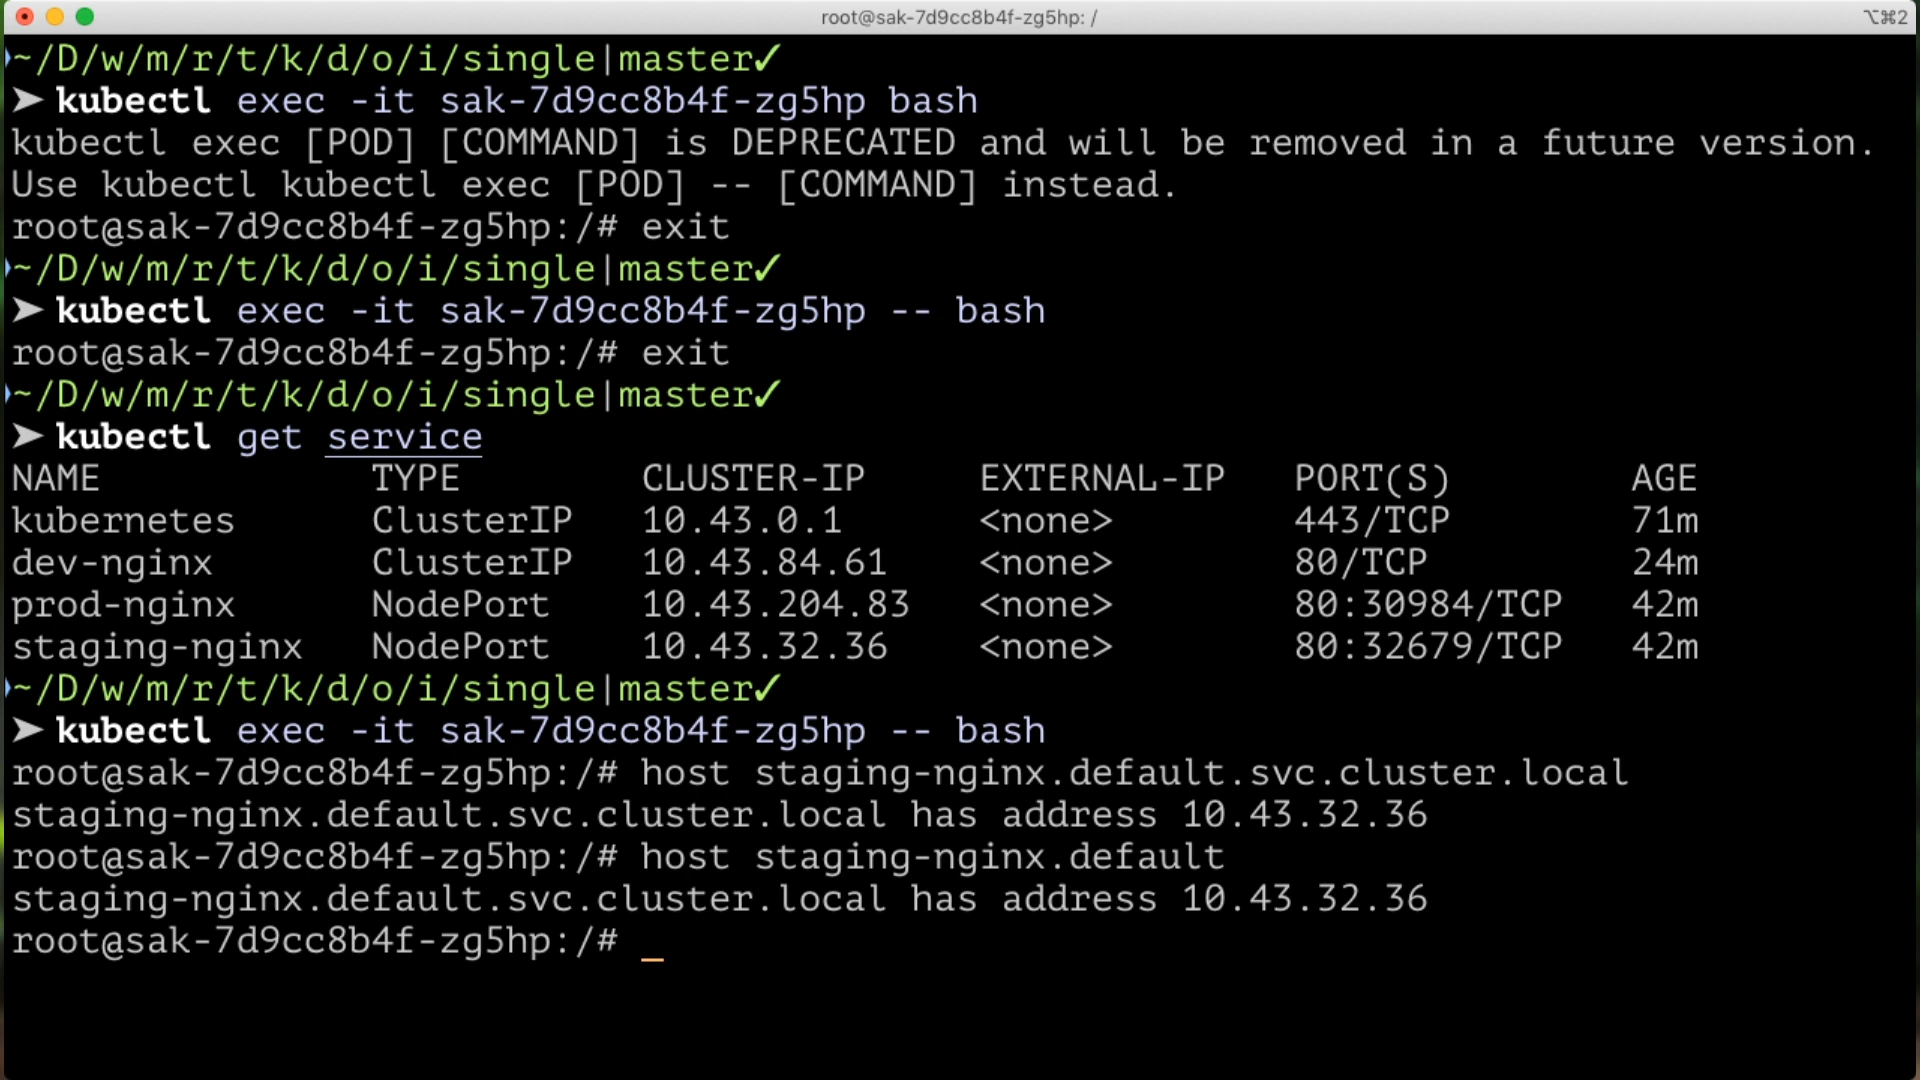 root@sak-7d9cc8b4f-zg5hp: /
⌥⌘2
~/D/w/m/r/t/k/d/o/i/single|master✓
➤ kubectl exec -it sak-7d9cc8b4f-zg5hp bash
kubectl exec [POD] [COMMAND] is DEPRECATED and will be removed in a future version.
Use kubectl kubectl exec [POD] -- [COMMAND] instead.
root@sak-7d9cc8b4f-zg5hp:/# exit
~/D/w/m/r/t/k/d/o/i/single|master✓
➤ kubectl exec -it sak-7d9cc8b4f-zg5hp -- bash
root@sak-7d9cc8b4f-zg5hp:/# exit
~/D/w/m/r/t/k/d/o/i/single|master✓
➤ kubectl get service
NAME TYPE CLUSTER-IP EXTERNAL-IP PORT(S) AGE
kubernetes ClusterIP 10.43.0.1 <none> 443/TCP 71m
dev-nginx ClusterIP 10.43.84.61 <none> 80/TCP 24m
prod-nginx NodePort 10.43.204.83 <none> 80:30984/TCP 42m
staging-nginx NodePort 10.43.32.36 <none> 80:32679/TCP 42m
~/D/w/m/r/t/k/d/o/i/single|master✓
➤ kubectl exec -it sak-7d9cc8b4f-zg5hp -- bash
root@sak-7d9cc8b4f-zg5hp:/# host staging-nginx.default.svc.cluster.local
staging-nginx.default.svc.cluster.local has address 10.43.32.36
root@sak-7d9cc8b4f-zg5hp:/# host staging-nginx.default
staging-nginx.default.svc.cluster.local has address 10.43.32.36
root@sak-7d9cc8b4f-zg5hp:/# _